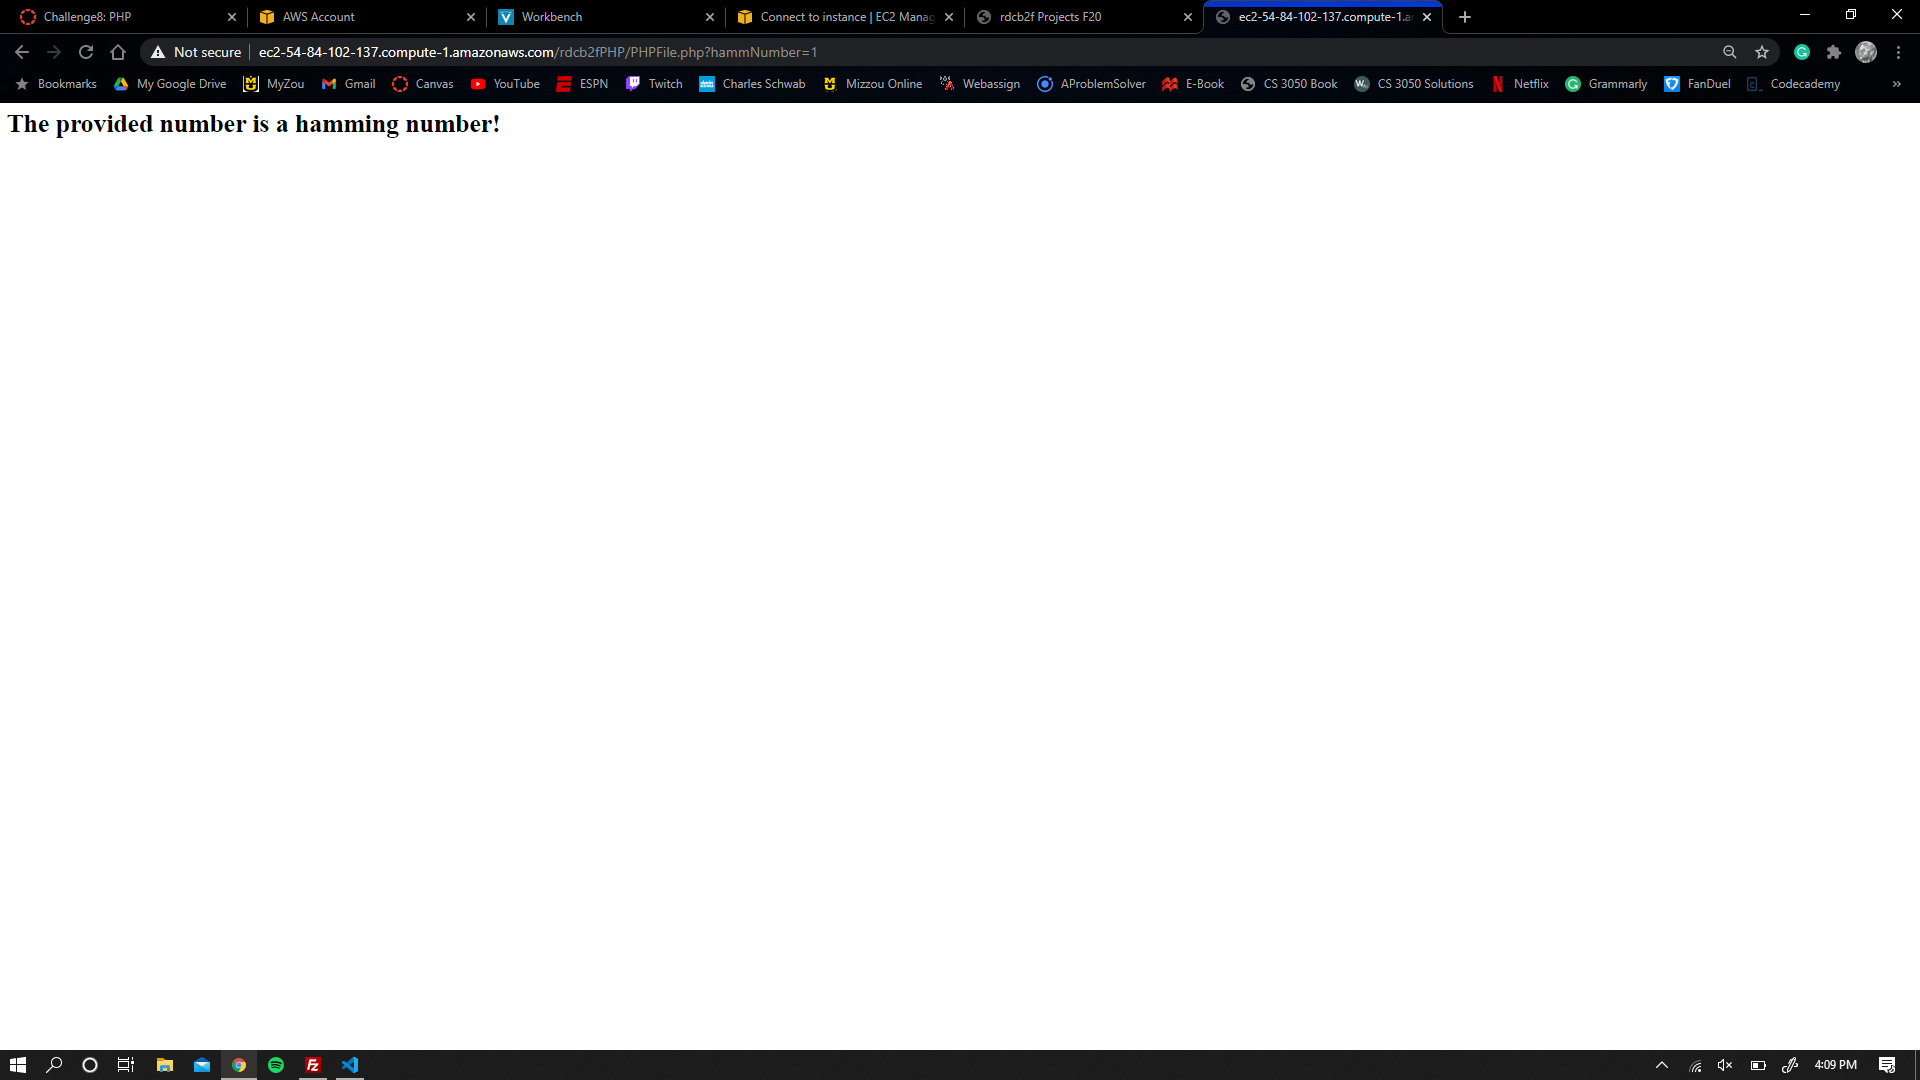 Challenge8: PHP
AWS Account
Workbench
Connect to instance | EC2 Manag
rdcb2f Projects F20
ec2-54-84-102-137.compute-1.a
Not secure
ec2-54-84-102-137.compute-1.amazonaws.com/rdcb2fPHP/PHPFile.php?hammNumber=1
Bookmarks
My Google Drive
MyZou
Gmail
Canvas
YouTube
ESPN
Twitch
Charles Schwab
Mizzou Online
Webassign
AProblemSolver
E-Book
CS 3050 Book
CS 3050 Solutions
Netflix
Grammarly
FanDuel
Codecademy
The provided number is a hamming number!
4:09 PM